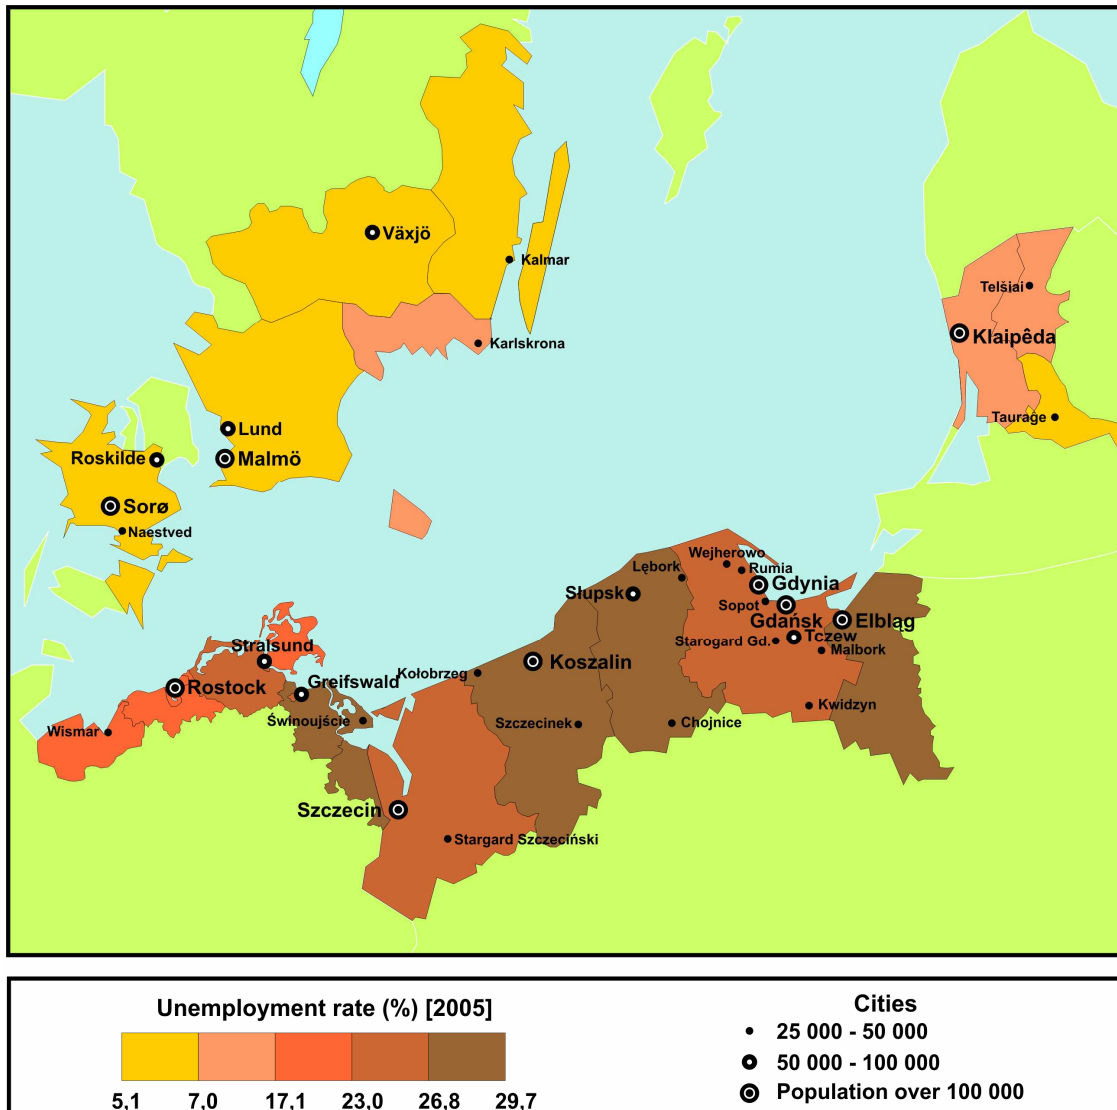 Växjö
Kalmar
Telšiai
Klaipêda
Karlskrona
Taurage
Lund
Roskilde
Malmö
Sorø
Naestved
Wejherowo
Lębork
Rumia
Gdynia
Słupsk
Sopot
Gdańsk
Elbląg
Tczew
Starogard Gd.
Malbork
Stralsund
Koszalin
Kołobrzeg
Greifswald
Rostock
Kwidzyn
Świnoujście
Szczecinek
Chojnice
Wismar
Szczecin
Stargard Szczeciński
Unemployment rate (%) [2005]
5,1 7,0 17,1 23,0 26,8 29,7
Cities
25 000 - 50 000
50 000 - 100 000
Population over 100 000